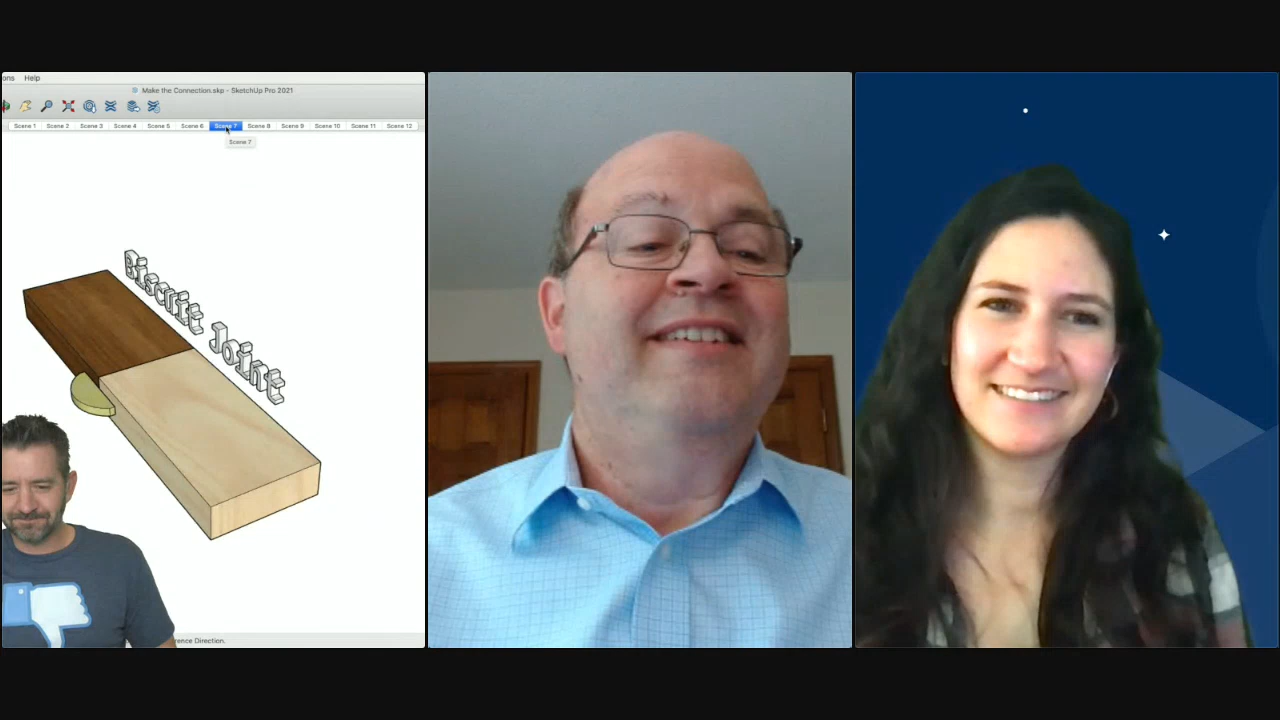 ons Help
Make the Connection.skp - SketchUp Pro 2021
Scene 1 Scene 2 Scene 3 Scene 4 Scene 5 Scene 6 Scene 7 Scene 8 Scene 9 Scene 10 Scene 11 Scene 12
Scene 7
Biscuit Joint
rence Direction.